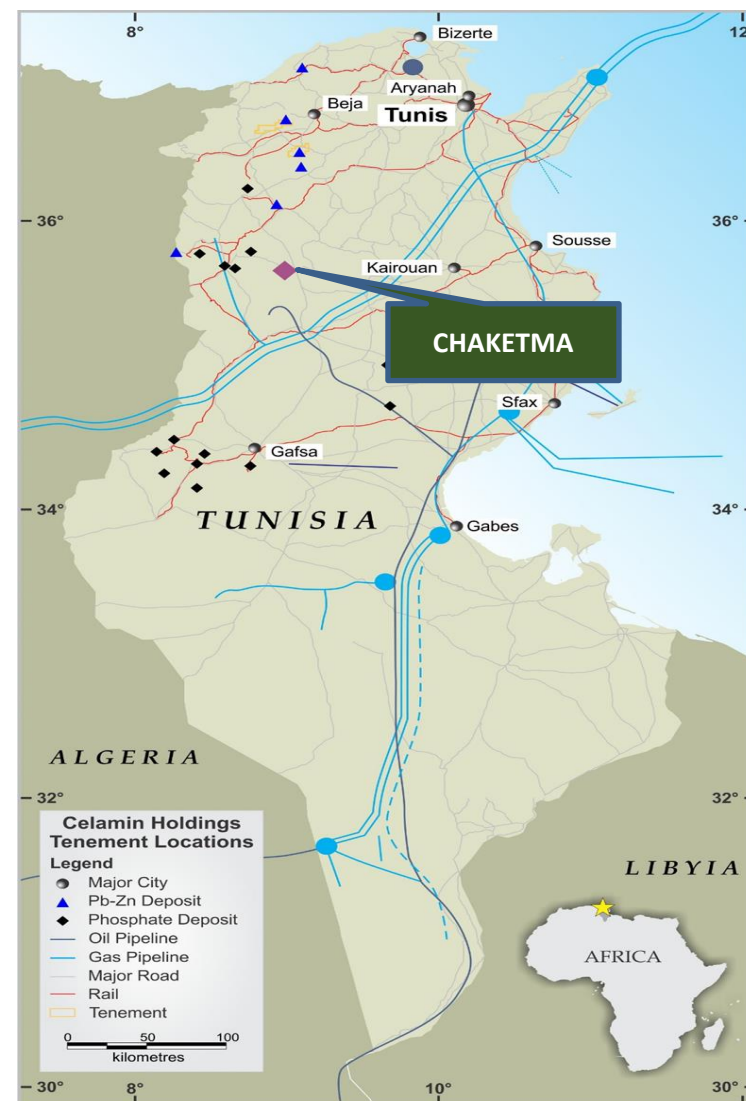 8°
10°
12
Bizerte
Aryanah
Beja
Tunis
36°
36°
Sousse
Kairouan
CHAKETMA
Sfax
Gafsa
34°
34°
TUNISIA
Gabes
ALGERIA
32°
32°
Celamin Holdings
Tenement Locations
Legend
Major City
Pb-Zn Deposit
Phosphate Deposit
Oil Pipeline
Gas Pipeline
Major Road
Rail
Tenement
0 50 100
kilometres
LIBYIA
AFRICA
30°
30°
8°
10°
12